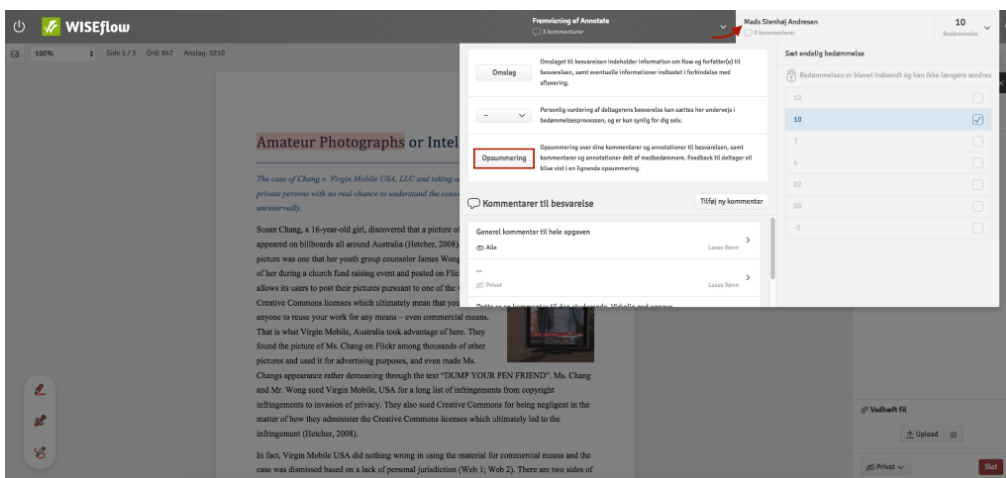 WISEflow
Fremvisning af Annotate
3 kommentarer
Mads Stenhøj Andresen
3 kommentarer
10
Bedømmelse
100%
Side 1 / 5 Ord: 847 Anslag: 5210
Omslag
Omslaget til besvarelsen indeholder information om flow og forfatter(e) til
besvarelsen, samt eventuelle informationer indtastet i forbindelse med
aflevering.
–
Personlig vurdering af deltagerens besvarelse kan sættes her undervejs i
bedømmelsesprocessen, og er kun synlig for dig selv.
Opsummering
Opsummering over dine kommentarer og annotationer til besvarelsen, samt
kommentarer og annotationer delt af medbedømmere. Feedback til deltager vil
blive vist i en lignende opsummering.
Kommentarer til besvarelse
Tilføj ny kommentar
Generel kommentar til hele opgaven
Alle
Lasse Rønn
...
Privat
Lasse Rønn
Sæt endelig bedømmelse
Bedømmelsen er blevet indsendt og kan ikke længere ændres
12
10
7
4
02
00
-3
Amateur Photographs or Intel
The case of Chang v. Virgin Mobile USA, LLC and taking a
private persons with no real chance to understand the conse
unreservedly.
Susan Chang, a 16-year-old girl, discovered that a picture of
appeared on billboards all around Australia (Hetcher, 2008).
picture was one that her youth group counselor James Wong
of her during a church fund raising event and posted on Flic
allows its users to post their pictures pursuant to one of the v
Creative Commons licenses which ultimately mean that you
anyone to reuse your work for any means – even commercial means.
That is what Virgin Mobile, Australia took advantage of here. They
found the picture of Ms. Chang on Flickr among thousands of other
pictures and used it for advertising purposes, and even made Ms.
Changs appearance rather demeaning through the text “DUMP YOUR PEN FRIEND”. Ms. Chang
and Mr. Wong sued Virgin Mobile, USA for a long list of infringements from copyright
infringements to invasion of privacy. They also sued Creative Commons for being negligent in the
matter of how they administer the Creative Commons licenses which ultimately led to the
infringement (Hetcher, 2008).
In fact, Virgin Mobile USA did nothing wrong in using the material for commercial means and the
case was dismissed based on a lack of personal jurisdiction (Web 1; Web 2). There are two sides of
Vedhæft Fil
Upload
Privat
Slet